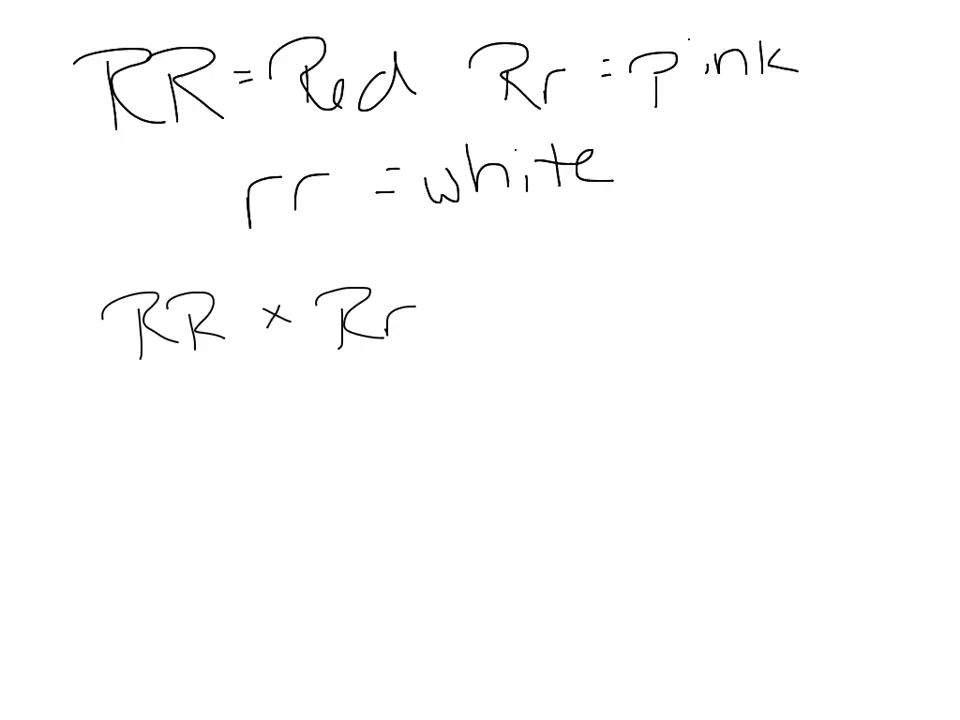 RR = Red Rr = pink
rr = white
RR × Rr